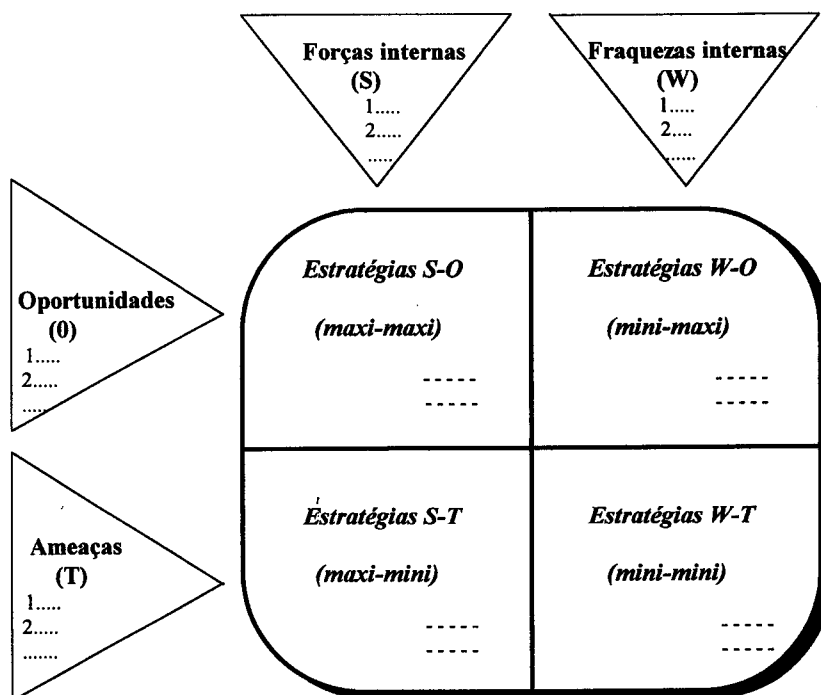 Forças internas
(S)
1.....
2.....
.....
Fraquezas internas
(W)
1.....
2....
......
Oportunidades
(0)
1.....
2.....
.....
Estratégias S-O
(maxi-maxi)
-----
-----
Estratégias W-O
(mini-maxi)
-----
-----
Ameaças
(T)
1.....
2.....
.......
Estratégias S-T
(maxi-mini)
-----
-----
Estratégias W-T
(mini-mini)
-----
-----